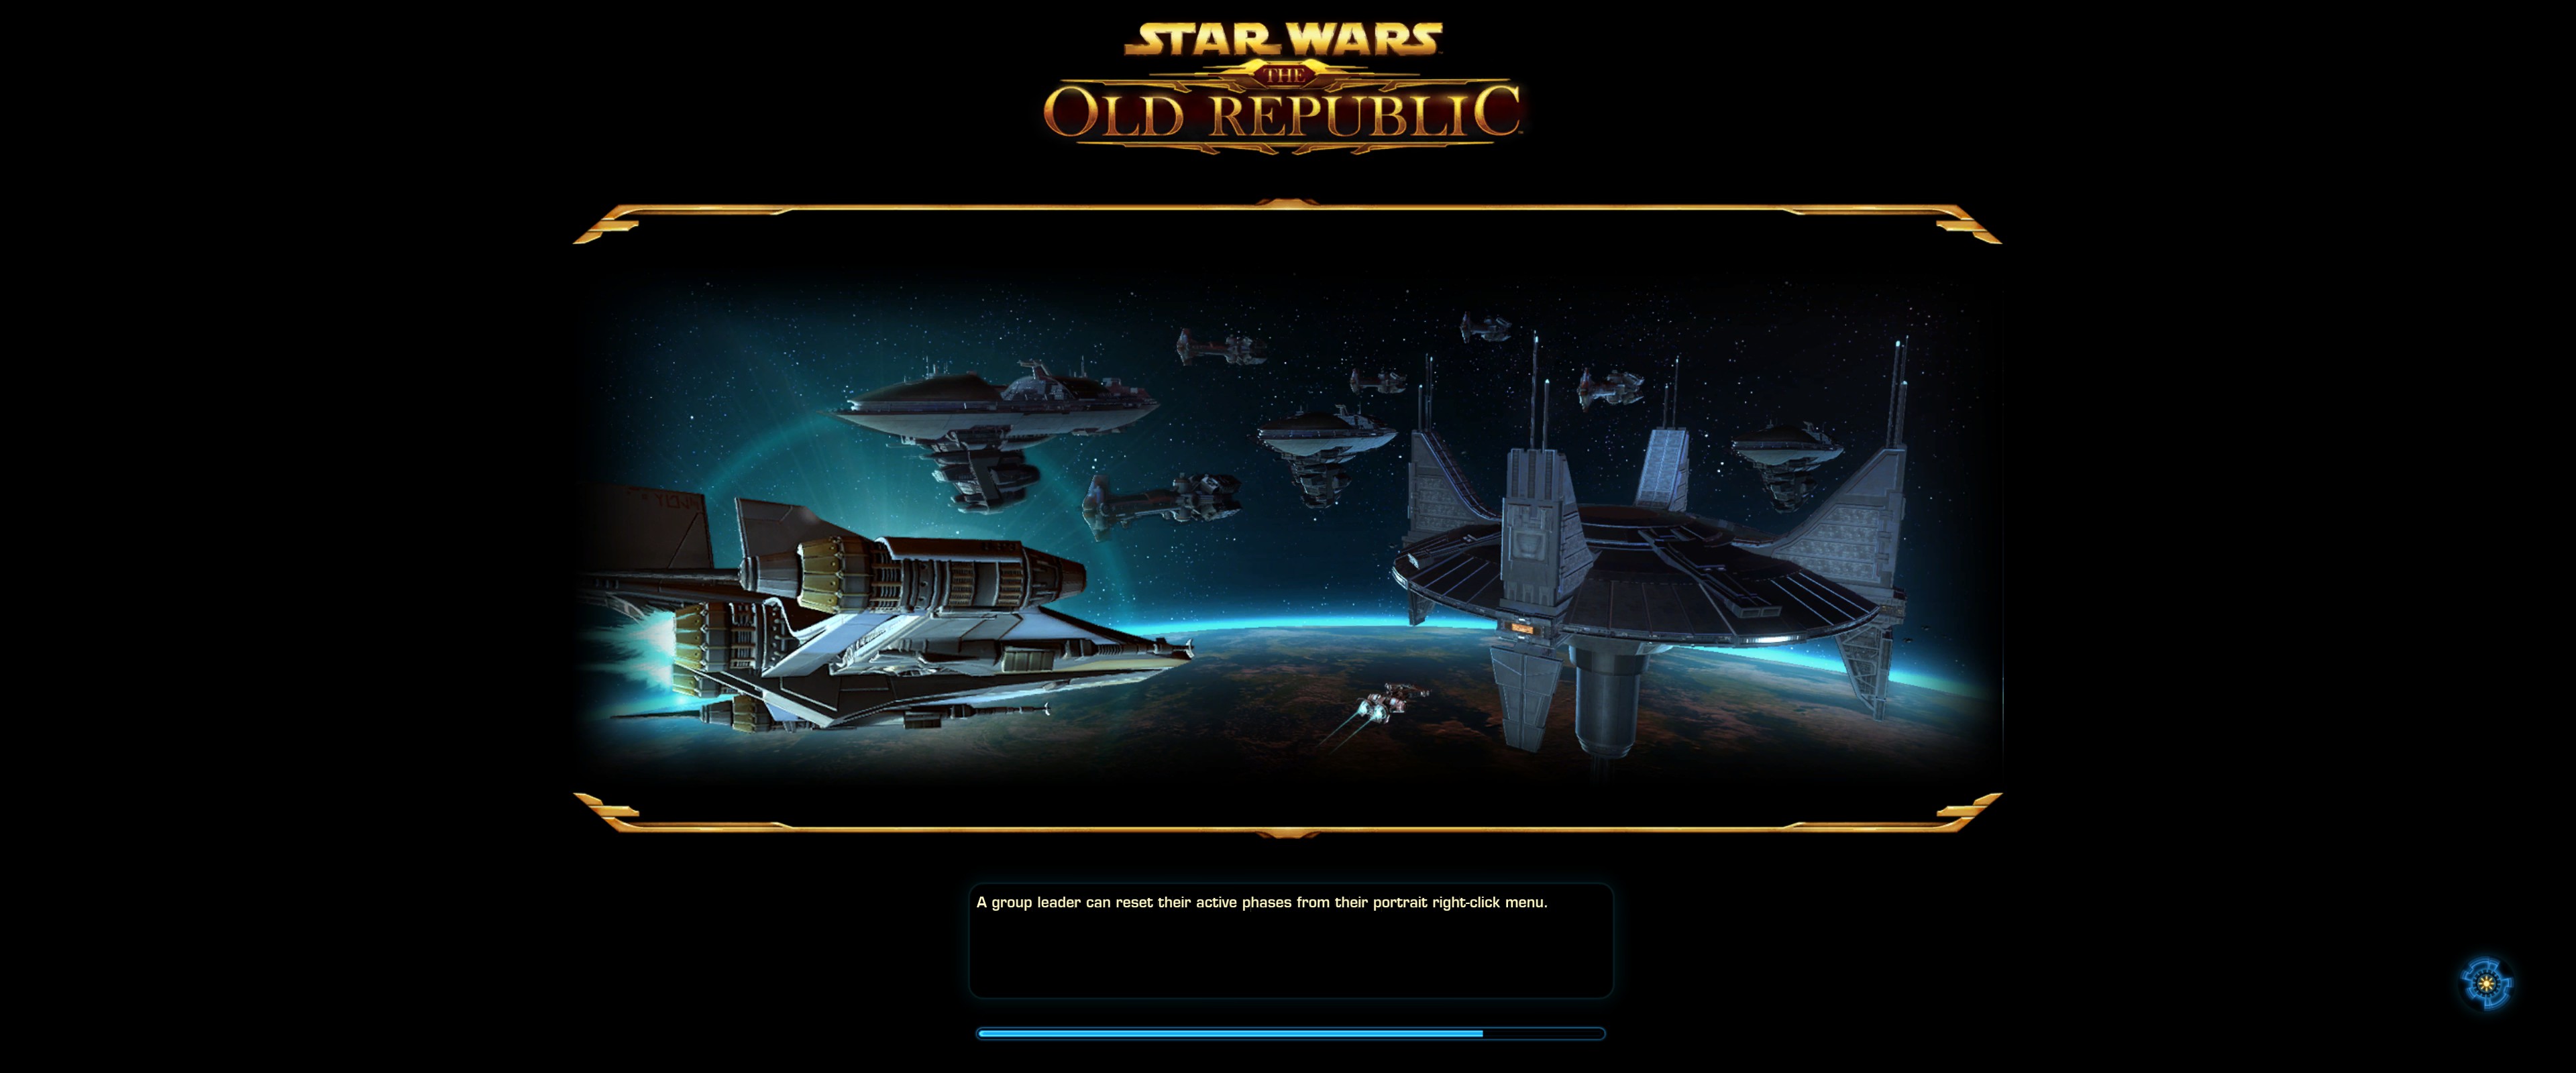 STAR WARS
THE
OLD REPUBLIC
A group leader can reset their active phases from their portrait right-click menu.